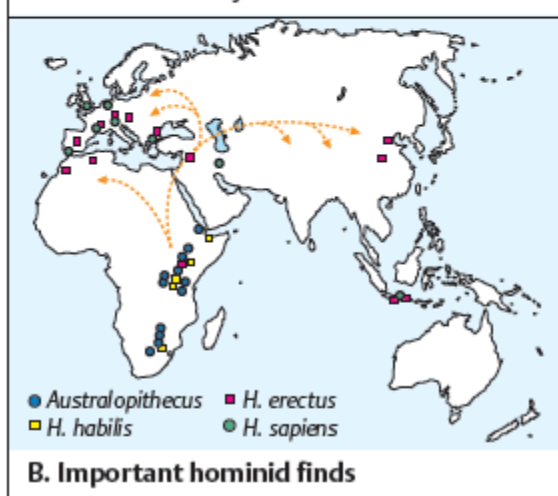 Australopithecus
H. erectus
H. habilis
H. sapiens
B. Important hominid finds